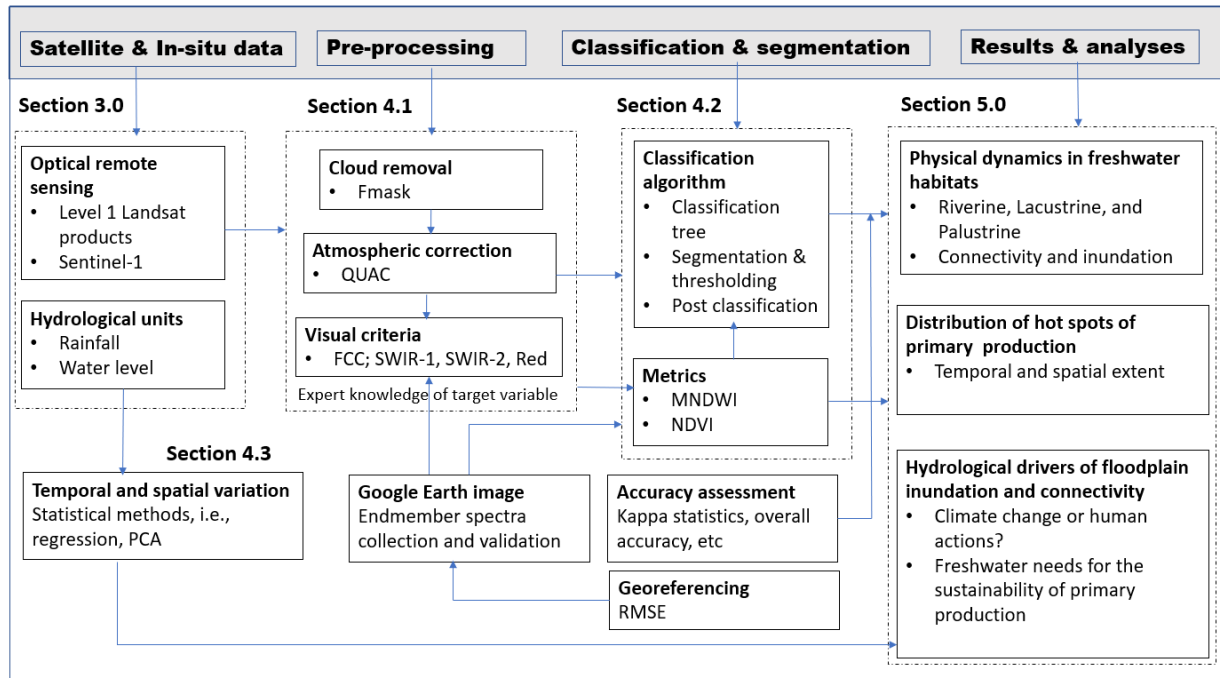 Satellite & In-situ data
Pre-processing
Classification & segmentation
Results & analyses
Section 3.0
Optical remote
sensing
• Level 1 Landsat
products
• Sentinel-1
Hydrological units
• Rainfall
• Water level
Section 4.1
Cloud removal
• Fmask
Atmospheric correction
• QUAC
Visual criteria
• FCC; SWIR-1, SWIR-2, Red
Expert knowledge of target variable
Section 4.2
Classification
algorithm
• Classification
tree
• Segmentation &
thresholding
• Post classification
Metrics
• MNDWI
• NDVI
Section 5.0
Physical dynamics in freshwater
habitats
• Riverine, Lacustrine, and
Palustrine
• Connectivity and inundation
Distribution of hot spots of
primary production
• Temporal and spatial extent
Hydrological drivers of floodplain
inundation and connectivity
• Climate change or human
actions?
• Freshwater needs for the
sustainability of primary
production
Section 4.3
Temporal and spatial variation
Statistical methods, i.e.,
regression, PCA
Google Earth image
Endmember spectra
collection and validation
Accuracy assessment
Kappa statistics, overall
accuracy, etc
Georeferencing
RMSE